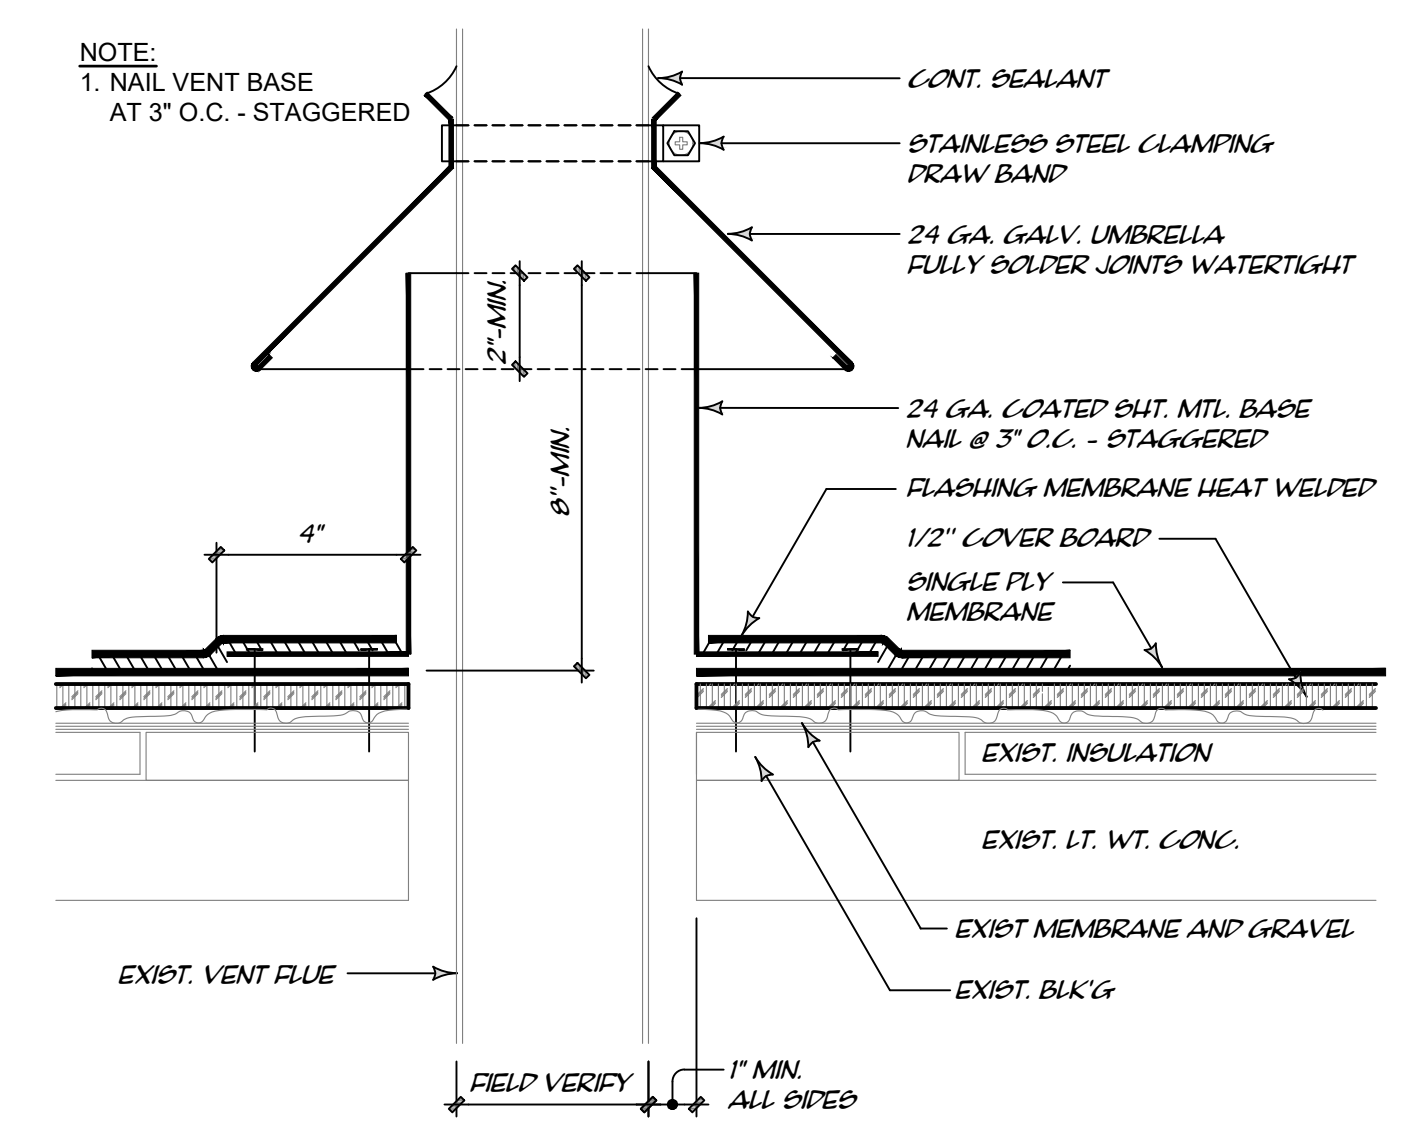 NOTE:
1. NAIL VENT BASE
AT 3" O.C. - STAGGERED
CONT. SEALANT
STAINLESS STEEL CLAMPING
DRAW BAND
24 GA. GALV. UMBRELLA
FULLY SOLDER JOINTS WATERTIGHT
2"-MIN.
8"-MIN.
4"
24 GA. COATED SHT. MTL. BASE
NAIL @ 3" O.C. - STAGGERED
FLASHING MEMBRANE HEAT WELDED
1/2" COVER BOARD
SINGLE PLY
MEMBRANE
EXIST. INSULATION
EXIST. LT. WT. CONC.
EXIST MEMBRANE AND GRAVEL
EXIST. BLK'G
EXIST. VENT FLUE
FIELD VERIFY
1" MIN.
ALL SIDES